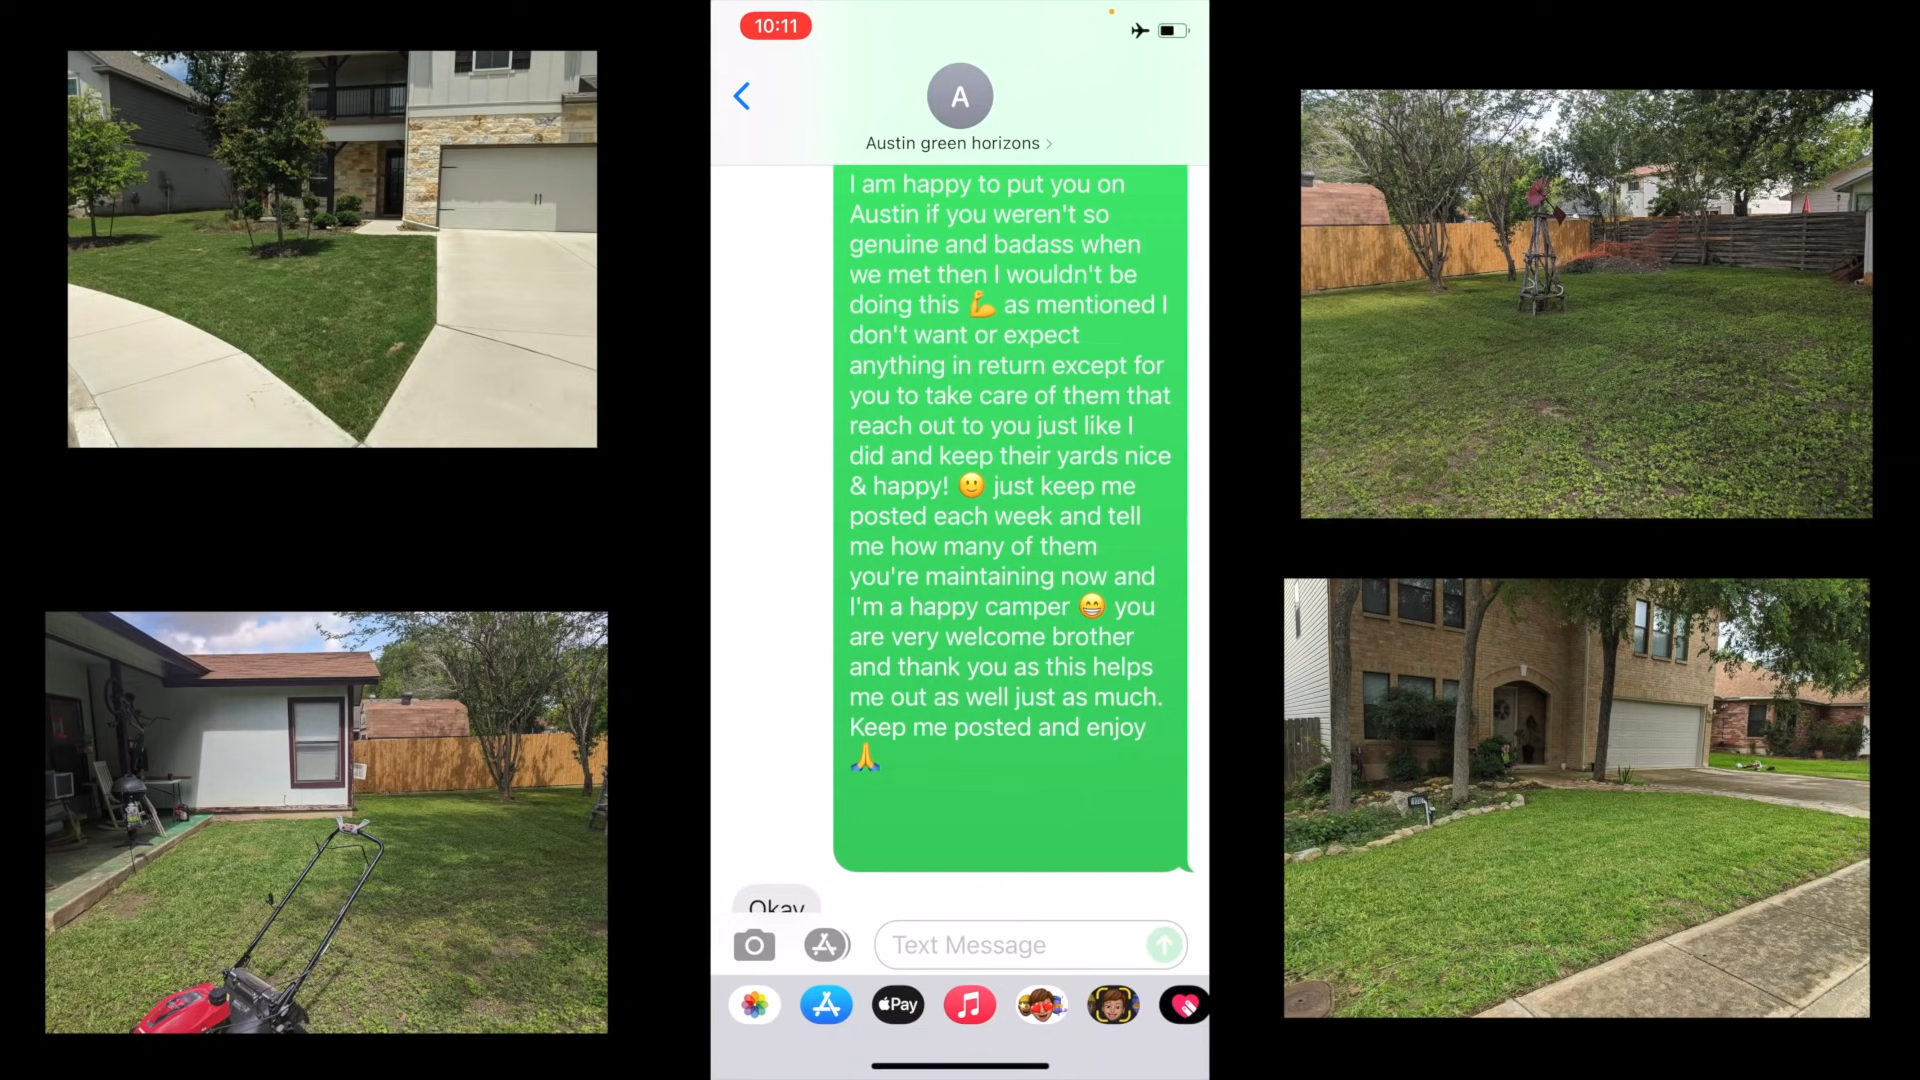 10:11
A
Austin green horizons
I am happy to put you on
Austin if you weren't so
genuine and badass when
we met then I wouldn't be
doing this 💪 as mentioned I
don't want or expect
anything in return except for
you to take care of them that
reach out to you just like I
did and keep their yards nice
& happy! 🙂 just keep me
posted each week and tell
me how many of them
you're maintaining now and
I'm a happy camper 😁 you
are very welcome brother
and thank you as this helps
me out as well just as much.
Keep me posted and enjoy
🙏
Okay
Text Message
Pay